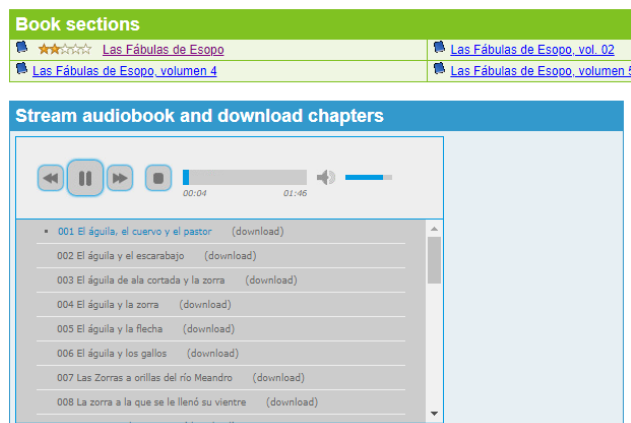 Book sections
Las Fábulas de Esopo
Las Fábulas de Esopo, vol. 02
Las Fábulas de Esopo, volumen 4
Las Fábulas de Esopo, volumen 5
Stream audiobook and download chapters
00:04 01:46
001 El águila, el cuervo y el pastor (download)
002 El águila y el escarabajo (download)
003 El águila de ala cortada y la zorra (download)
004 El águila y la zorra (download)
005 El águila y la flecha (download)
006 El águila y los gallos (download)
007 Las Zorras a orillas del río Meandro (download)
008 La zorra a la que se le llenó su vientre (download)